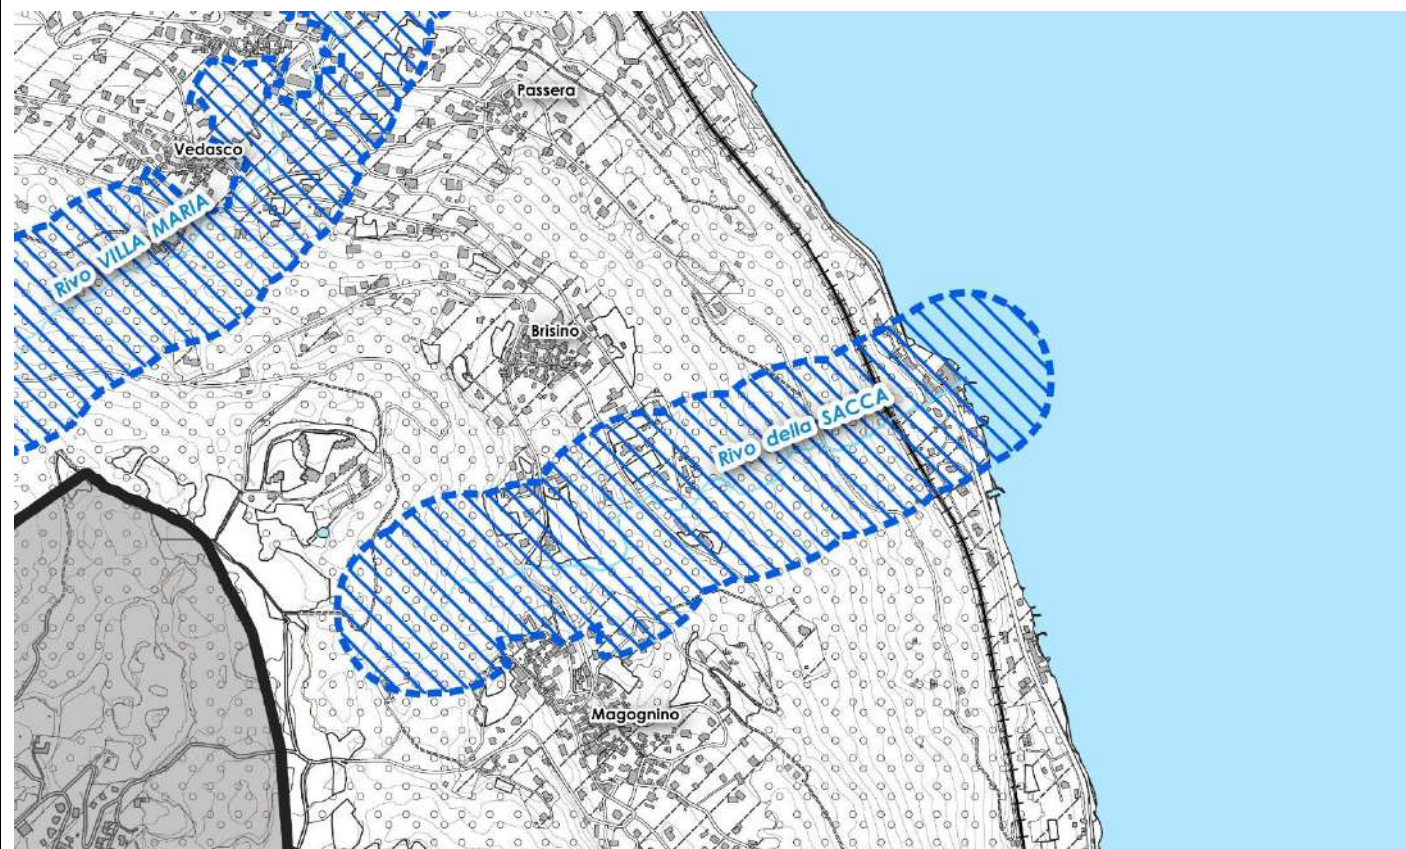 Passera
Vedasco
Rivo VILLA MARIA
Brisino
Rivo della SACCA
Magognino